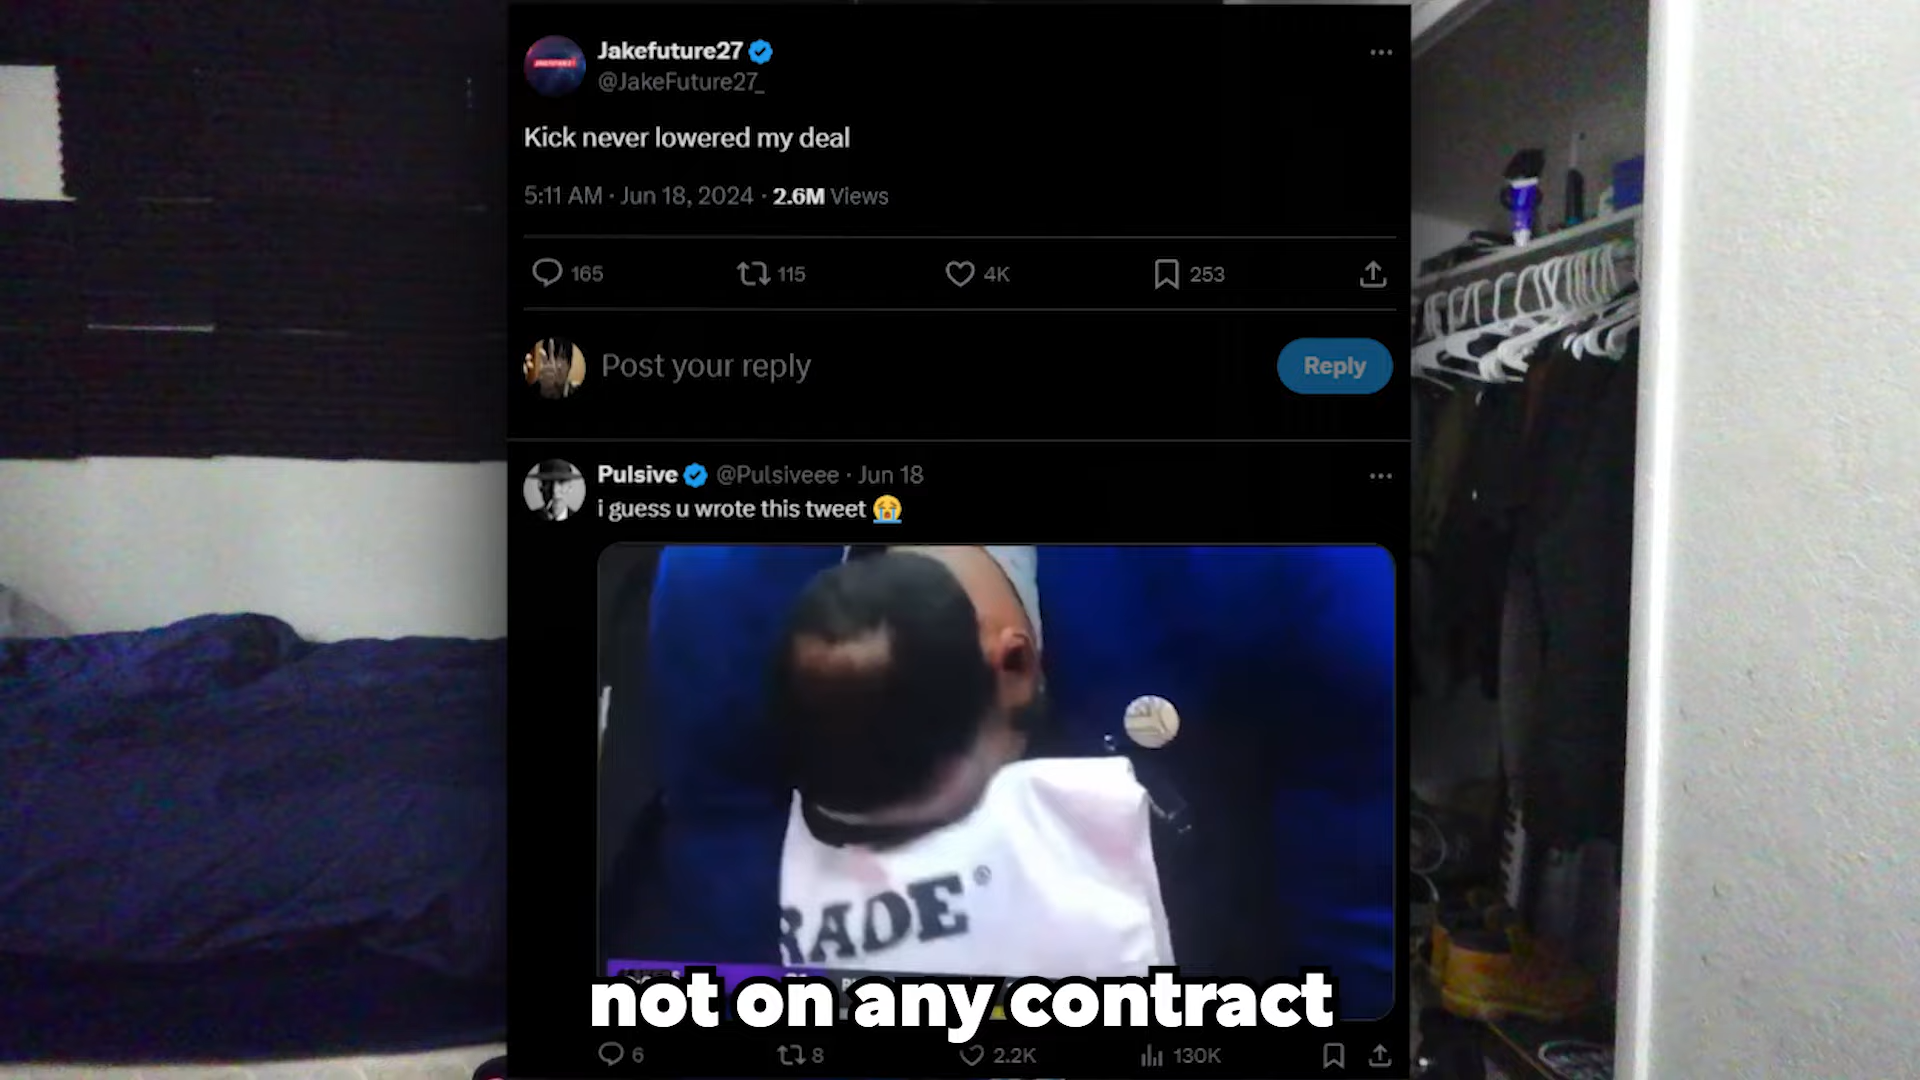 Jakefuture27
@JakeFuture27_
Kick never lowered my deal
5:11 AM · Jun 18, 2024 · 2.6M Views
165 115 4K 253
Post your reply
Reply
Pulsive @Pulsiveee · Jun 18
i guess u wrote this tweet 😭
RADE®
not on any contract
6 8 2.2K 130K